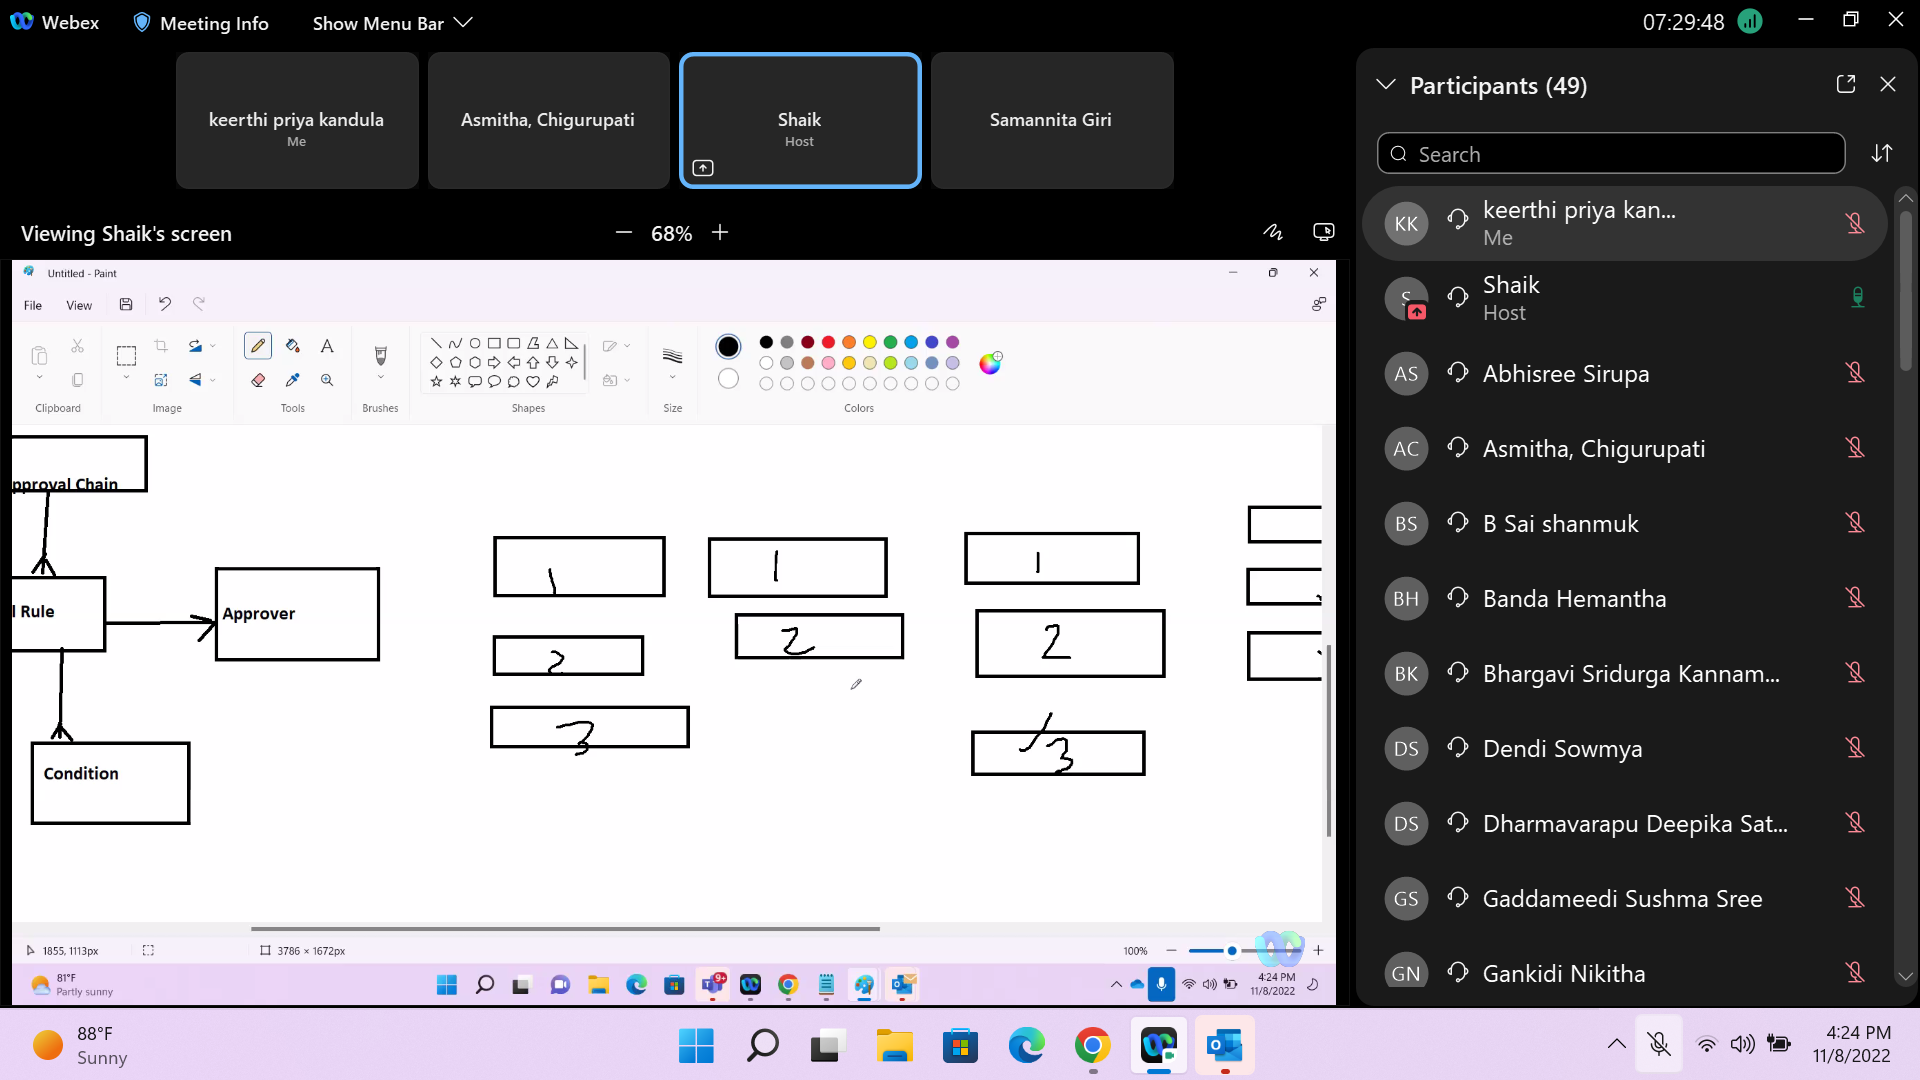 Webex
Meeting Info
Show Menu Bar
07:29:48
keerthi priya kandula
Me
Asmitha, Chigurupati
Shaik
Host
Samannita Giri
Viewing Shaik's screen
68%
Untitled - Paint
File
View
Clipboard
Image
Tools
Brushes
Shapes
Size
Colors
pproval Chain
l Rule
Approver
Condition
1
2
3
1
2
1
2
3
1855, 1113px
3786 × 1672px
100%
81°F
Partly sunny
9+
4:24 PM
11/8/2022
Participants (49)
Search
KK
keerthi priya kan...
Me
S
Shaik
Host
AS
Abhisree Sirupa
AC
Asmitha, Chigurupati
BS
B Sai shanmuk
BH
Banda Hemantha
BK
Bhargavi Sridurga Kannam...
DS
Dendi Sowmya
DS
Dharmavarapu Deepika Sat...
GS
Gaddameedi Sushma Sree
GN
Gankidi Nikitha
88°F
Sunny
4:24 PM
11/8/2022